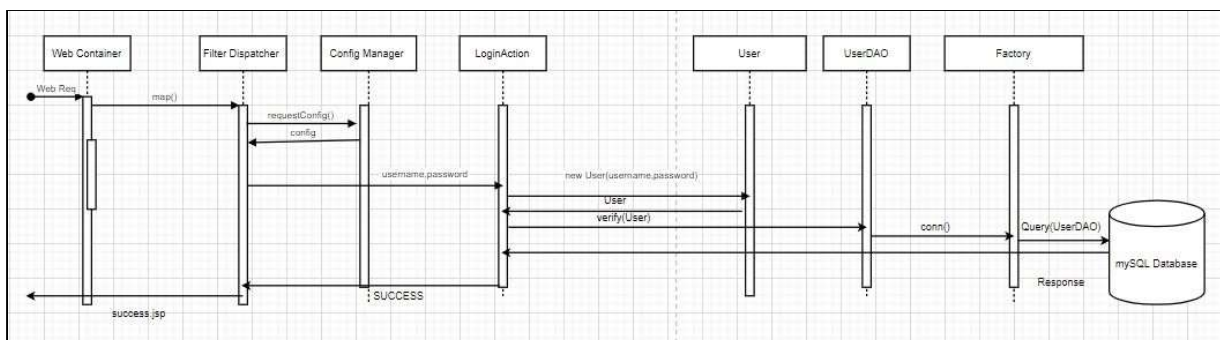 Web Container
Filter Dispatcher
Config Manager
LoginAction
User
UserDAO
Factory
Web Req
map()
requestConfig()
config
username,password
new User(username,password)
User
verify(User)
conn()
Query(UserDAO)
mySQL Database
Response
SUCCESS
success.jsp